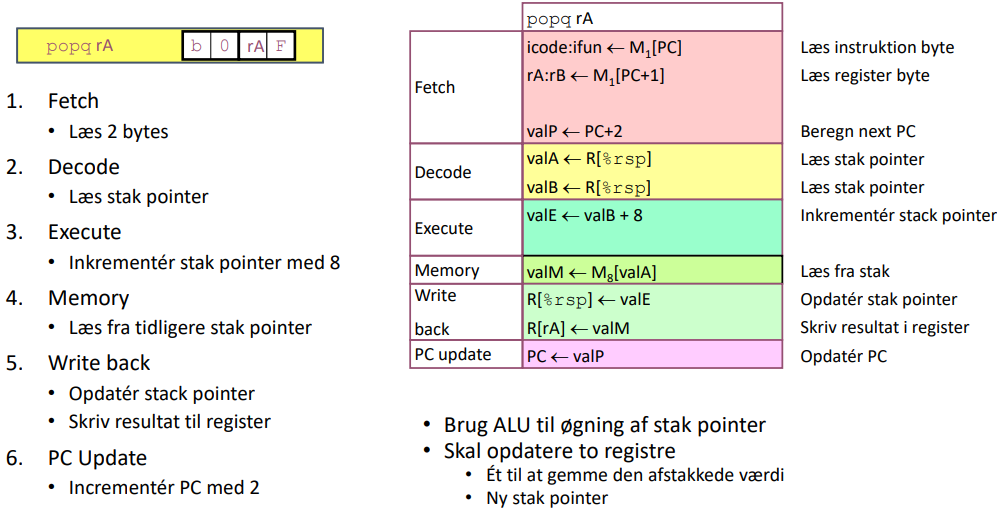 popq rA b 0 rA F
1. Fetch
• Læs 2 bytes
2. Decode
• Læs stak pointer
3. Execute
• Inkrementér stak pointer med 8
4. Memory
• Læs fra tidligere stak pointer
5. Write back
• Opdatér stack pointer
• Skriv resultat til register
6. PC Update
• Incrementér PC med 2
popq rA
Fetch
icode:ifun ← M₁[PC] Læs instruktion byte
rA:rB ← M₁[PC+1] Læs register byte
valP ← PC+2 Beregn next PC
Decode
valA ← R[%rsp] Læs stak pointer
valB ← R[%rsp] Læs stak pointer
Execute
valE ← valB + 8 Inkrementér stack pointer
Memory valM ← M₈[valA] Læs fra stak
Write R[%rsp] ← valE Opdatér stak pointer
back R[rA] ← valM Skriv resultat i register
PC update PC ← valP Opdatér PC
• Brug ALU til øgning af stak pointer
• Skal opdatere to registre
• Ét til at gemme den afstakkede værdi
• Ny stak pointer